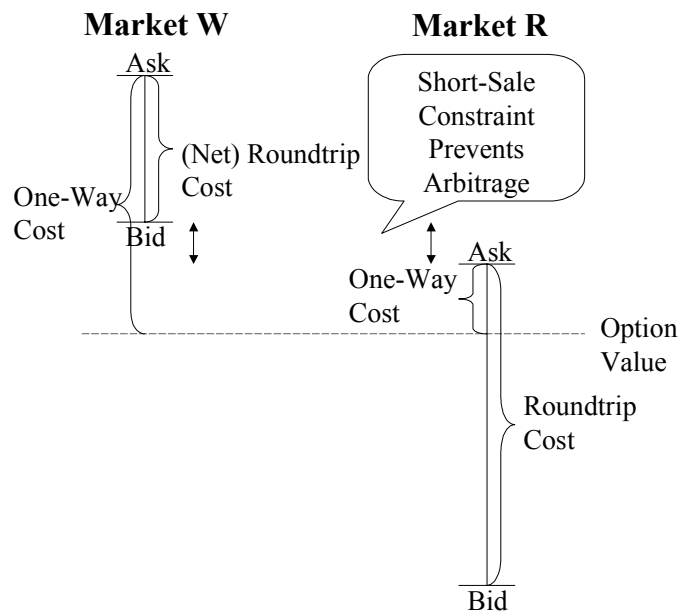 Market W
Market R
Ask
Short-Sale
Constraint
Prevents
Arbitrage
(Net) Roundtrip
Cost
One-Way
Cost
Bid
Ask
One-Way
Cost
Option
Value
Roundtrip
Cost
Bid